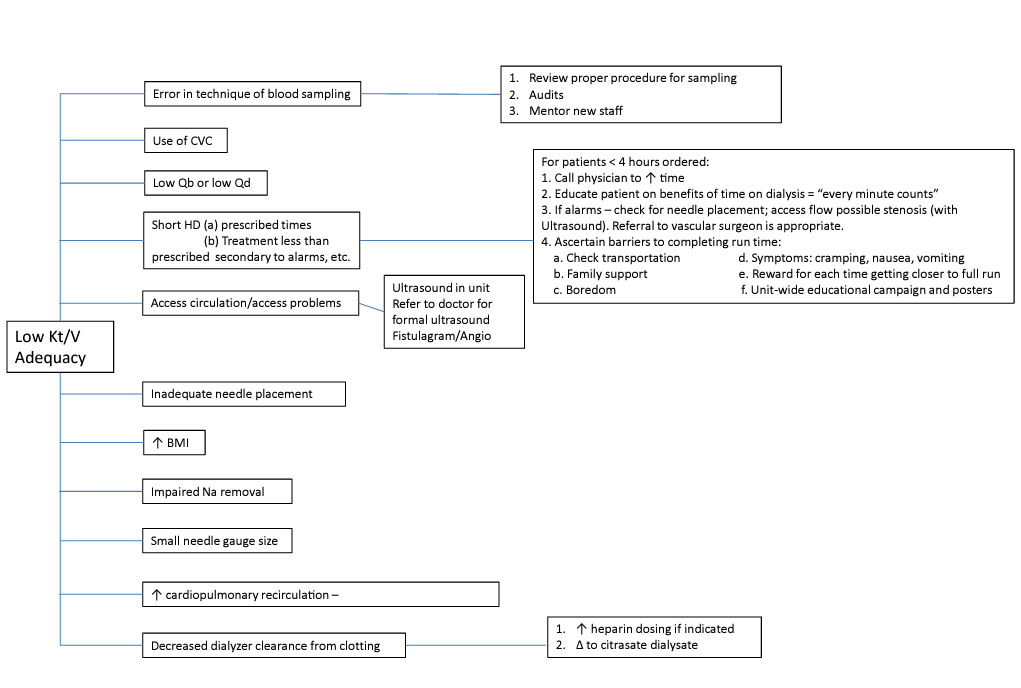 Error in technique of blood sampling
1. Review proper procedure for sampling
2. Audits
3. Mentor new staff
Use of CVC
Low Qb or low Qd
Short HD (a) prescribed times
(b) Treatment less than
prescribed secondary to alarms, etc.
For patients < 4 hours ordered:
1. Call physician to ↑ time
2. Educate patient on benefits of time on dialysis = “every minute counts”
3. If alarms – check for needle placement; access flow possible stenosis (with
Ultrasound). Referral to vascular surgeon is appropriate.
4. Ascertain barriers to completing run time:
a. Check transportation d. Symptoms: cramping, nausea, vomiting
b. Family support e. Reward for each time getting closer to full run
c. Boredom f. Unit-wide educational campaign and posters
Access circulation/access problems
Ultrasound in unit
Refer to doctor for
formal ultrasound
Fistulagram/Angio
Low Kt/V
Adequacy
Inadequate needle placement
↑ BMI
Impaired Na removal
Small needle gauge size
↑ cardiopulmonary recirculation –
Decreased dialyzer clearance from clotting
1. ↑ heparin dosing if indicated
2. Δ to citrasate dialysate